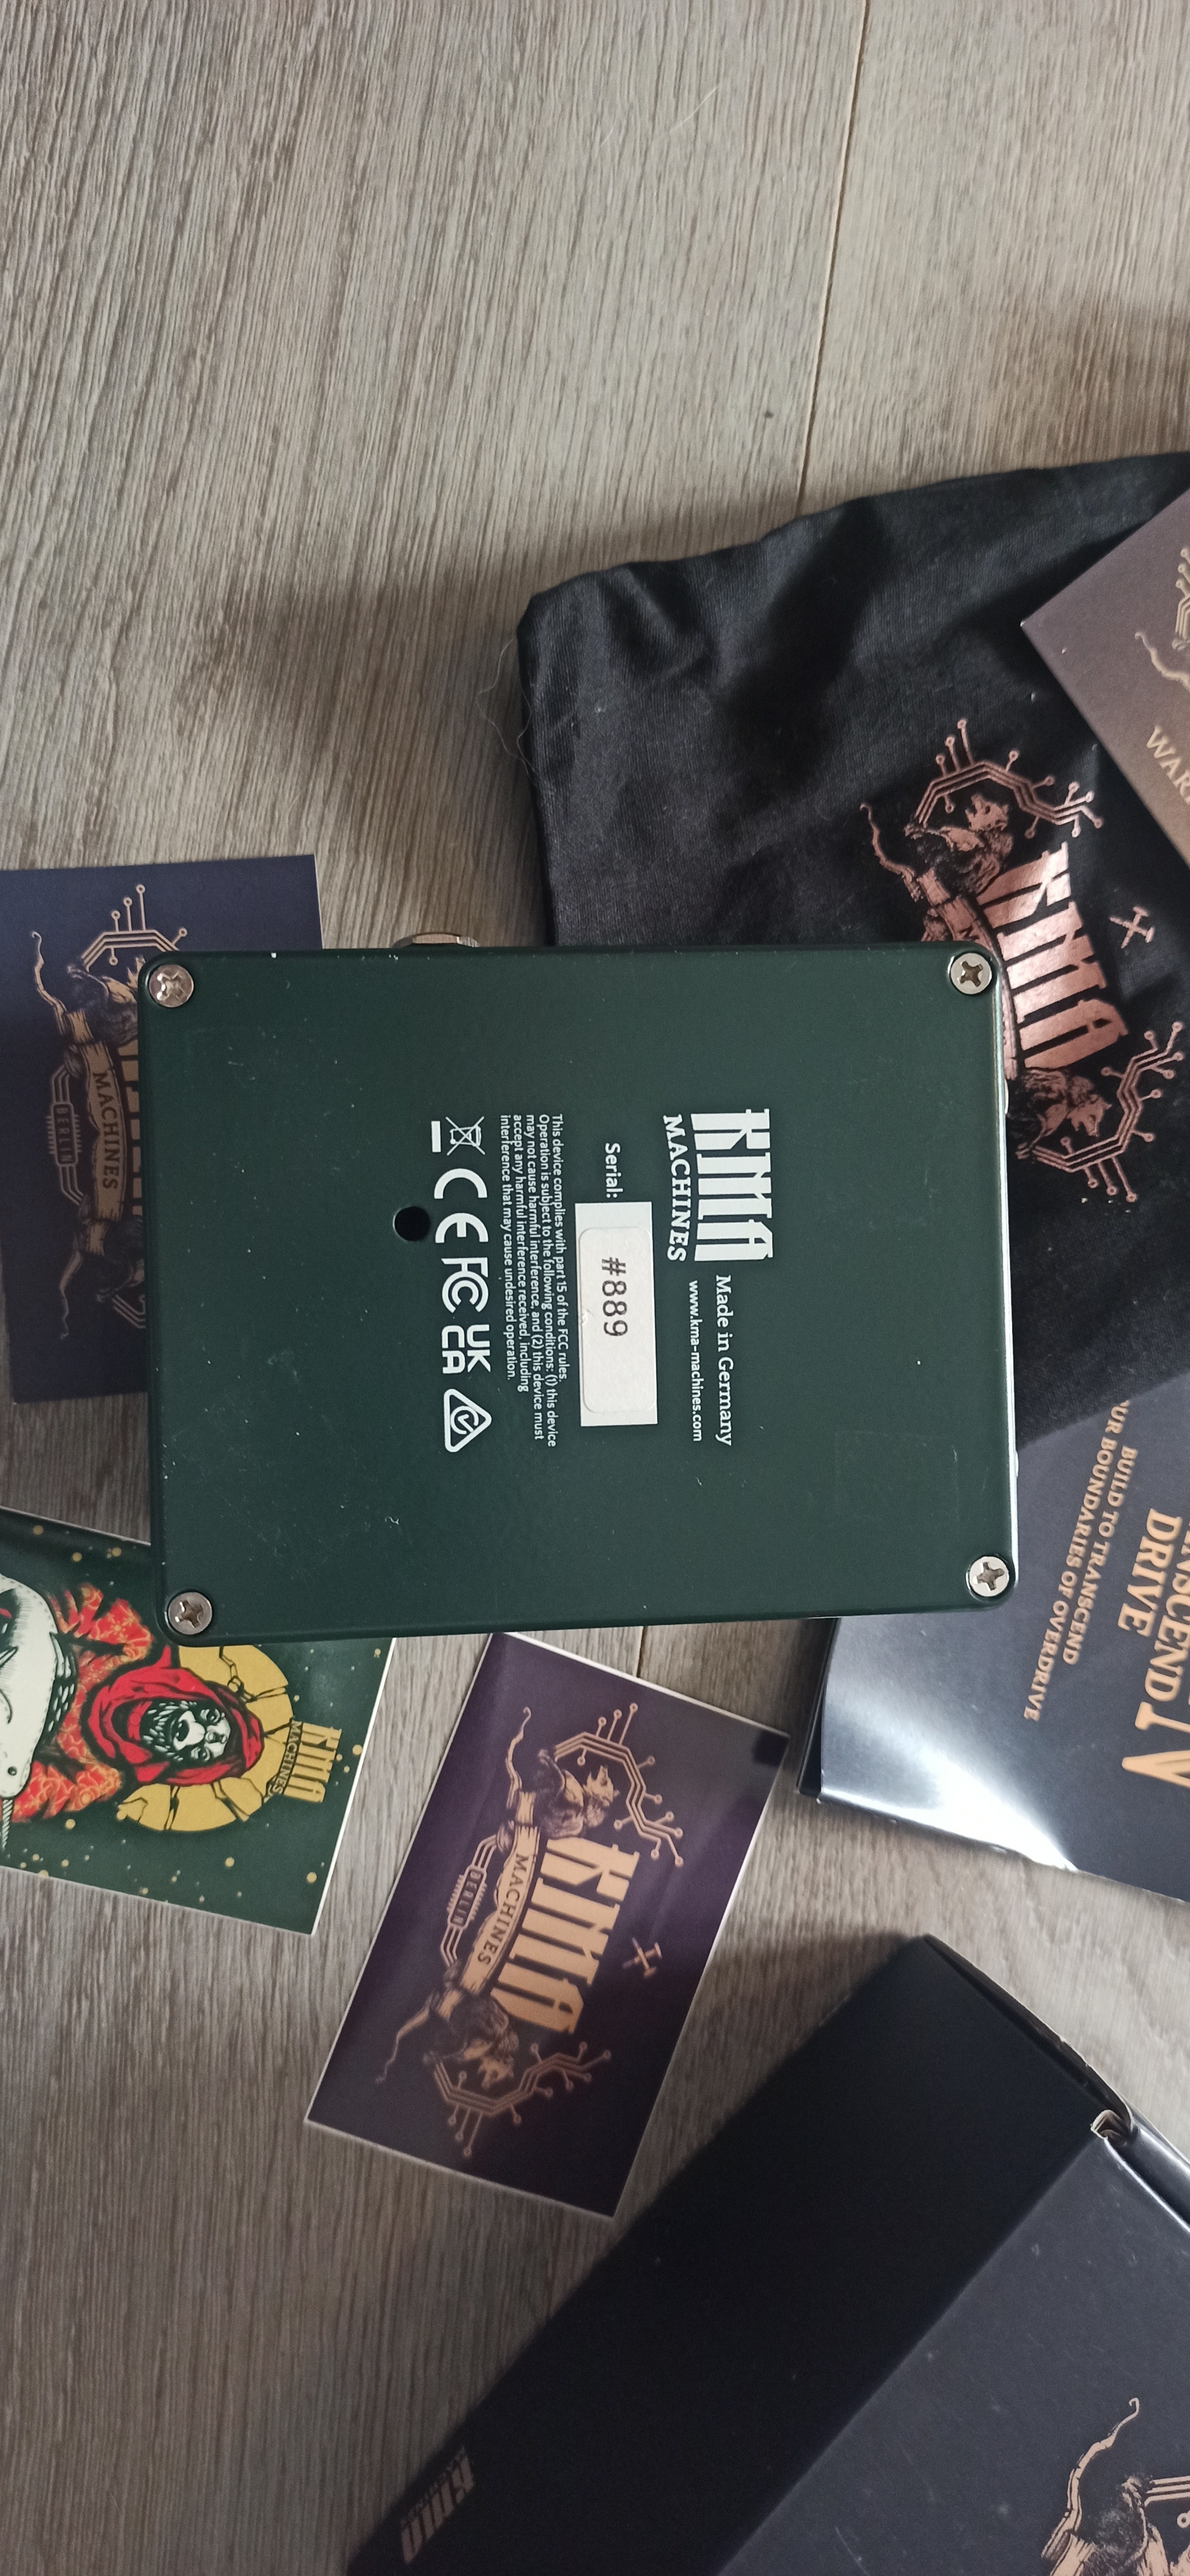 KMA
MACHINES
Made in Germany
www.kma-machines.com
Serial:
#889
This device complies with part 15 of the FCC rules.
Operation is subject to the following conditions: (1) this device
may not cause harmful interference, and (2) this device must
accept any harmful interference received, including
interference that may cause undesired operation.
CE FC UK
CA
KMA
MACHINES
BERLIN
KMA
MACHINES
KMA
MACHINES
BERLIN
DRIVE
BUILD TO TRANSCEND
BOUNDARIES OF OVERDRIVE
KMA